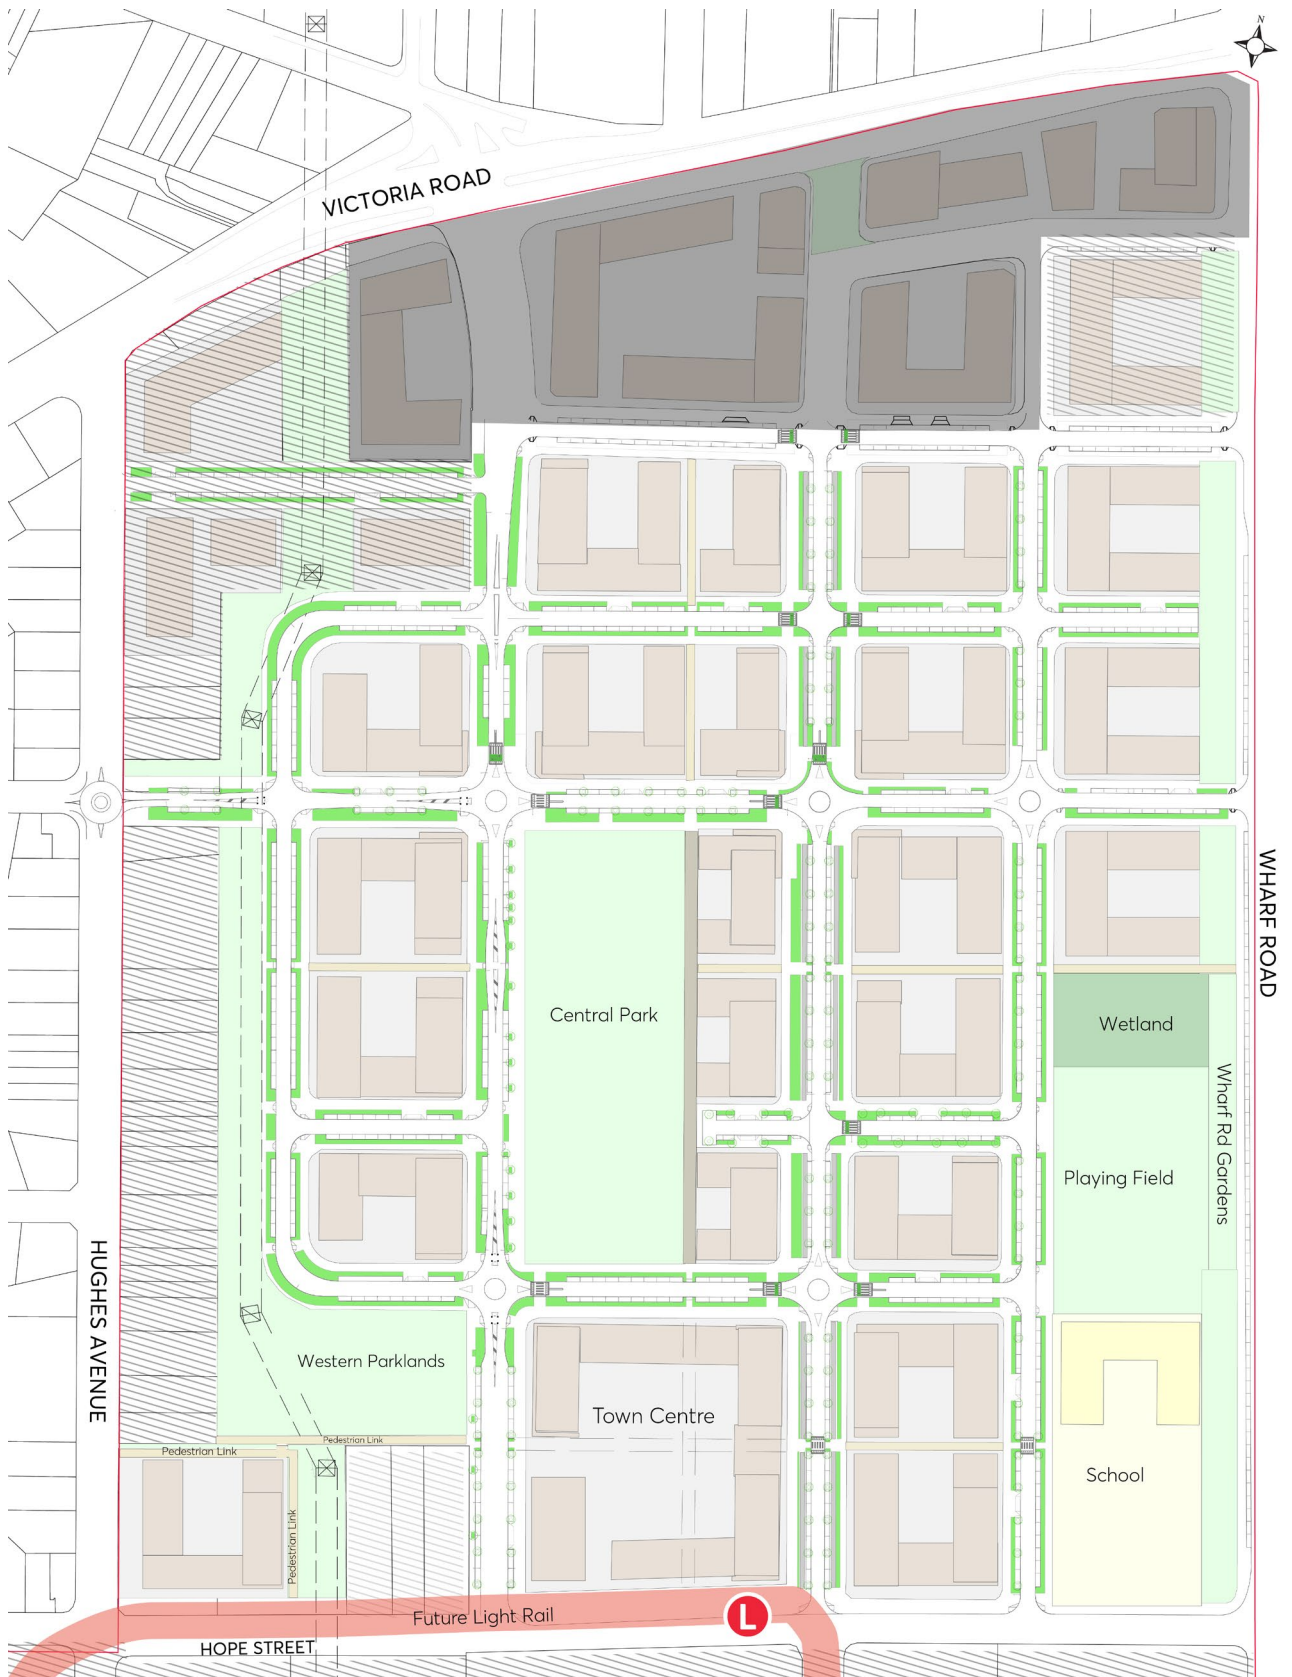 N
VICTORIA ROAD
WHARF ROAD
Central Park
Wetland
Wharf Rd Gardens
Playing Field
HUGHES AVENUE
Western Parklands
Town Centre
Pedestrian Link
Pedestrian Link
School
Pedestrian Link
Future Light Rail
L
HOPE STREET